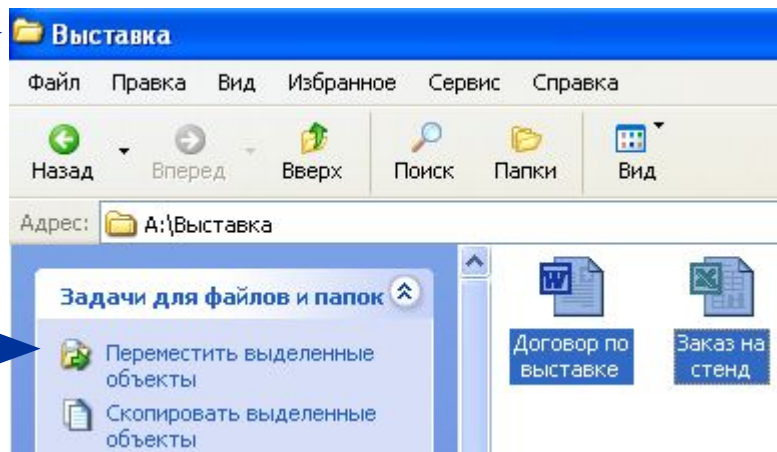 Выставка
Файл Правка Вид Избранное Сервис Справка
Назад Вперед Вверх Поиск Папки Вид
Адрес: А:\Выставка
Задачи для файлов и папок
Переместить выделенные
объекты
Скопировать выделенные
объекты
Договор по
выставке
Заказ на
стенд